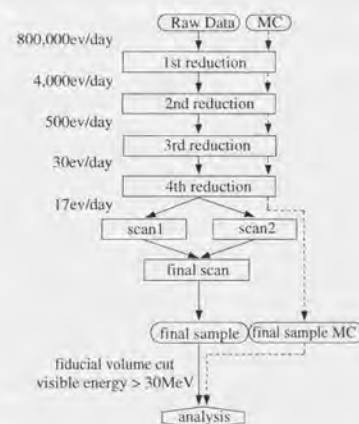 Raw Data
MC
800,000ev/day
1st reduction
4,000ev/day
2nd reduction
500ev/day
3rd reduction
30ev/day
4th reduction
17ev/day
scan1
scan2
final scan
final sample
final sample MC
fiducial volume cut
visible energy > 30MeV
analysis